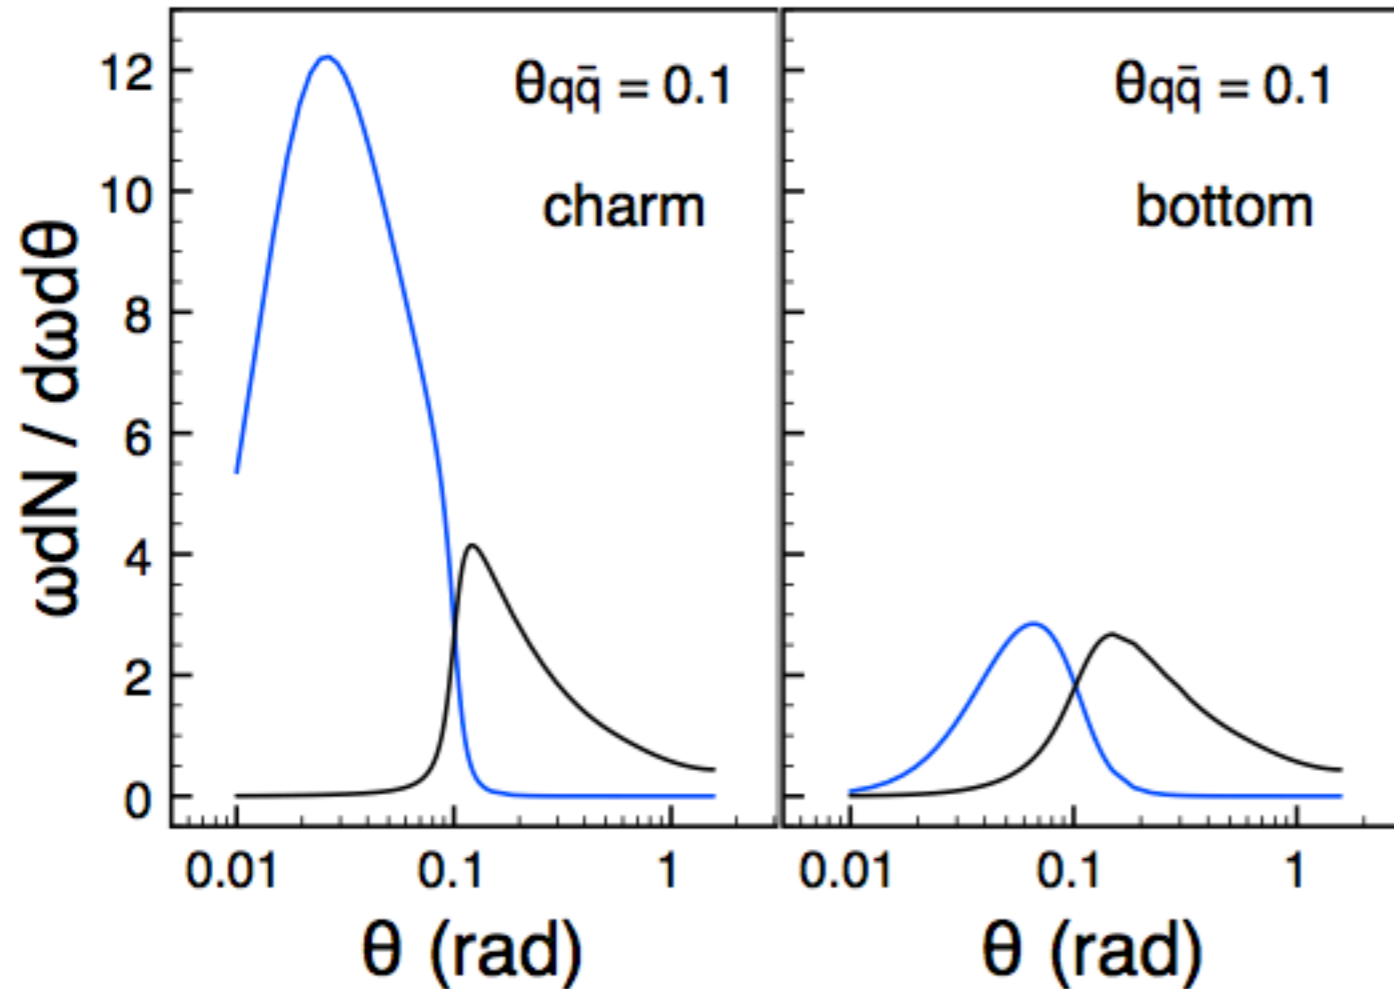 θqq̄ = 0.1
charm
θqq̄ = 0.1
bottom
ωdN / dωdθ
12
10
8
6
4
2
0
0.01 0.1 1
0.01 0.1 1
θ (rad)
θ (rad)